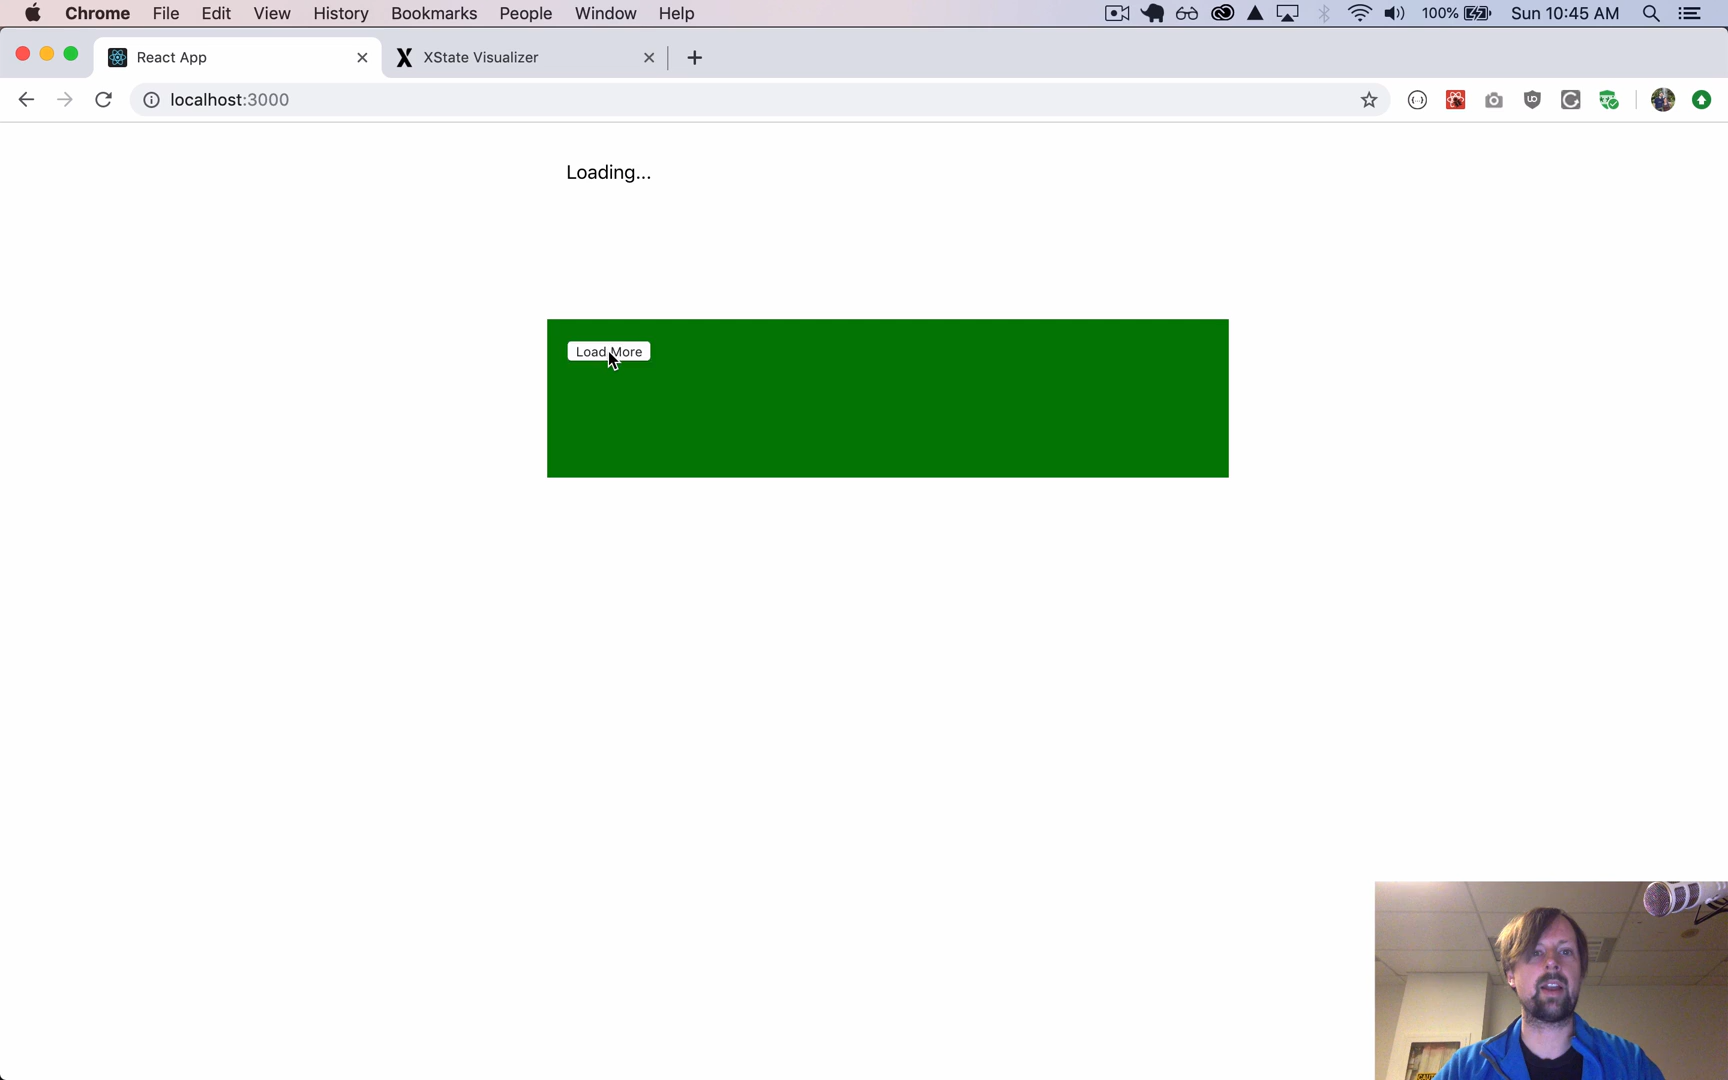 Chrome File Edit View History Bookmarks People Window Help 100% Sun 10:45 AM
React App XState Visualizer
localhost:3000
Loading...
Load More